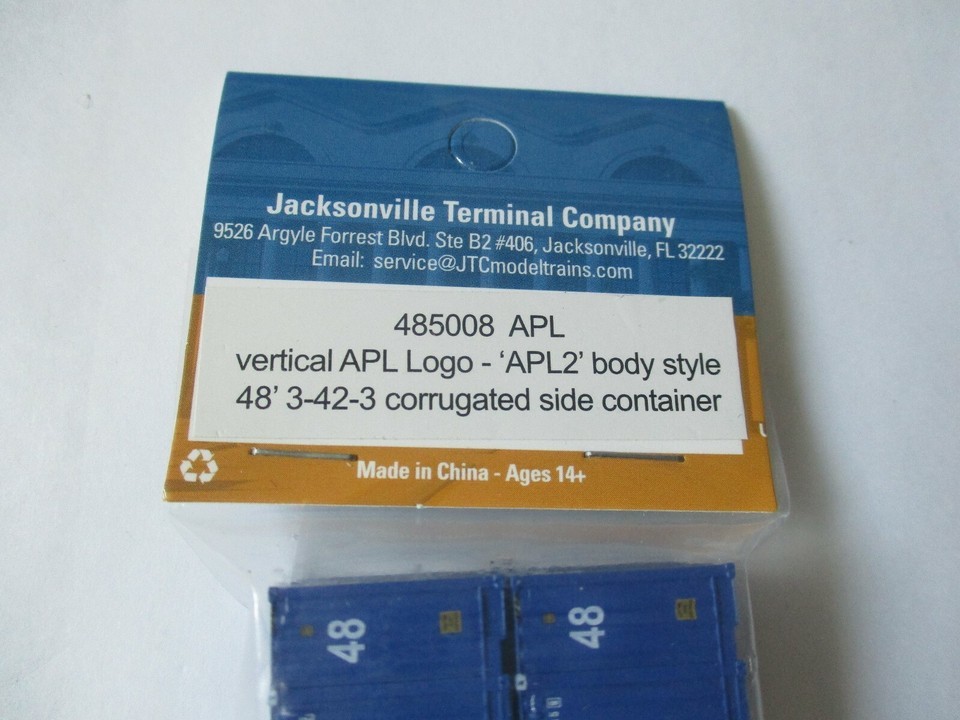 Jacksonville Terminal Company
9526 Argyle Forrest Blvd. Ste B2 #406, Jacksonville, FL 32222
Email: service@JTCmodeltrains.com
485008 APL
vertical APL Logo - ‘APL2’ body style
48’ 3-42-3 corrugated side container
Made in China - Ages 14+
48
48